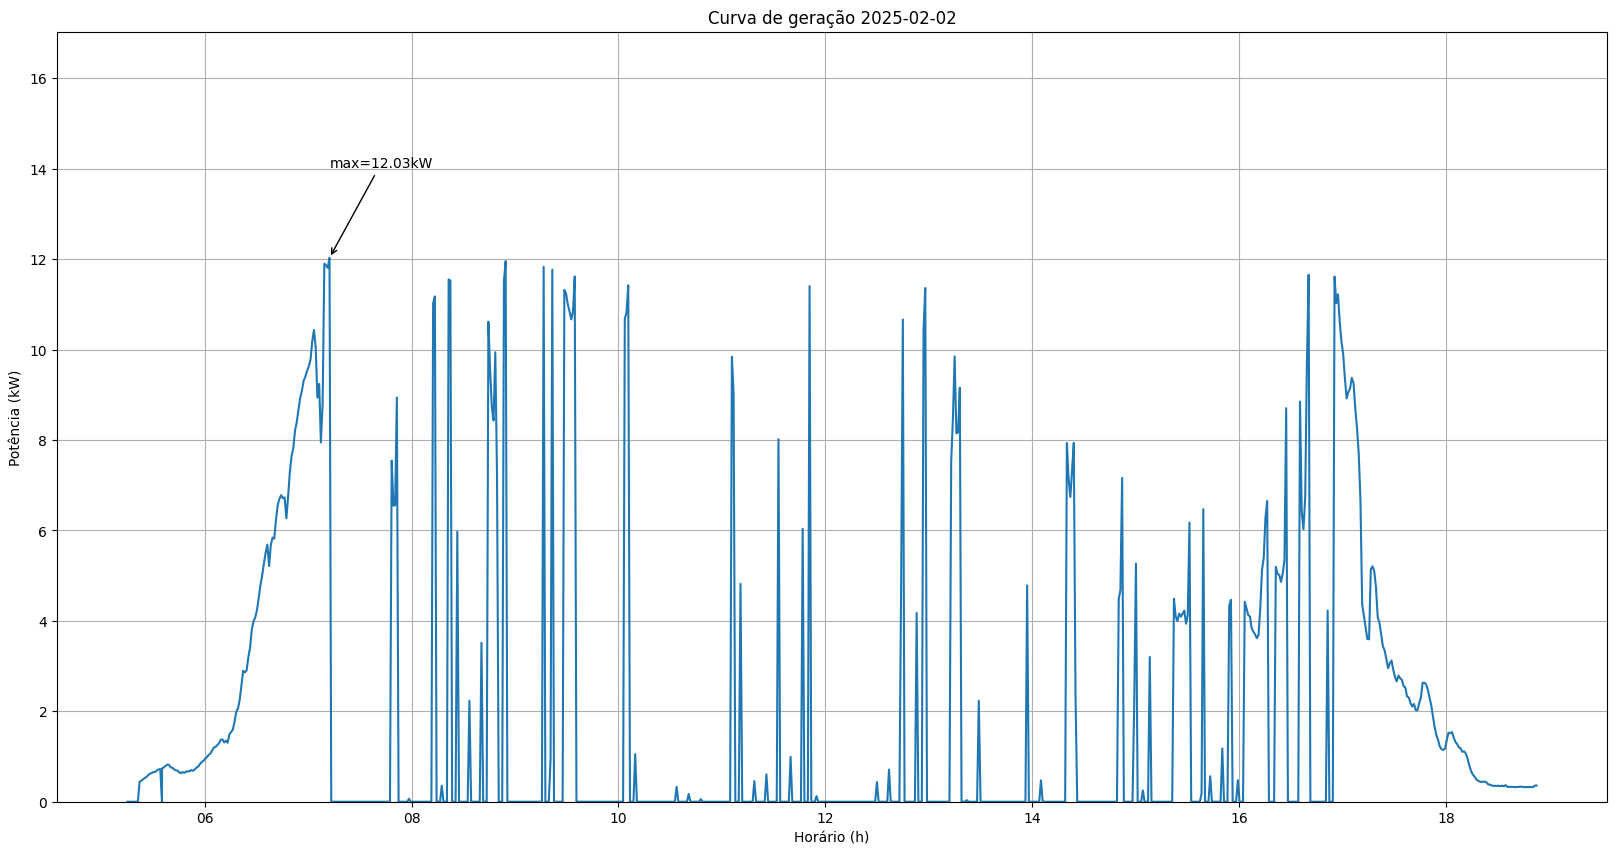 Curva de geração 2025-02-02
16
14
12
10
8
6
4
2
0
Potência (kW)
max=12.03kW
06 08 10 12 14 16 18
Horário (h)